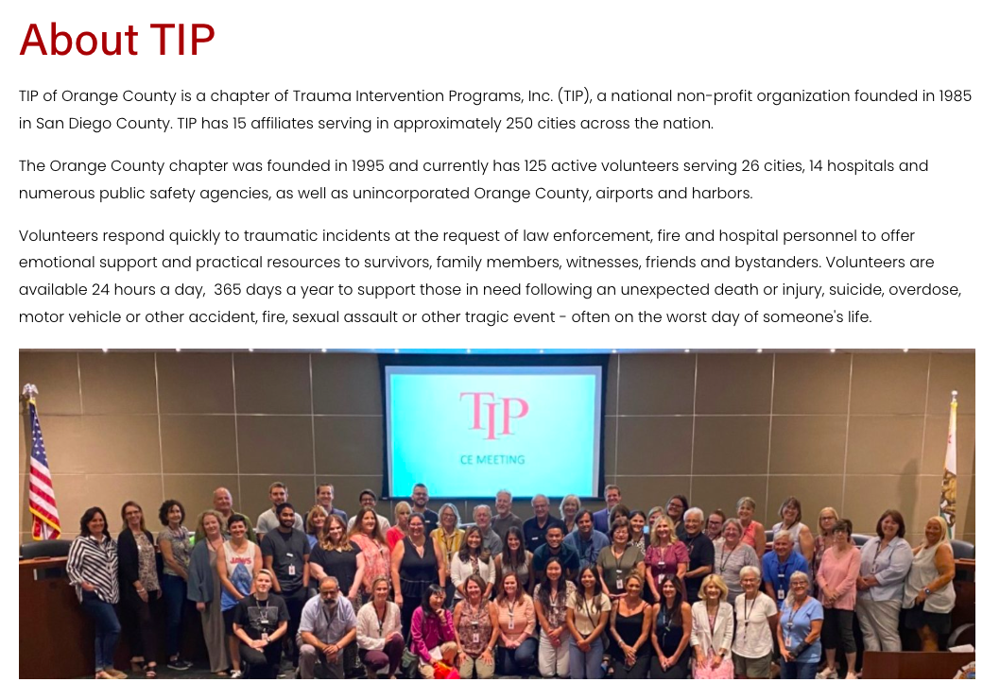 About TIP
TIP of Orange County is a chapter of Trauma Intervention Programs, Inc. (TIP), a national non-profit organization founded in 1985
in San Diego County. TIP has 15 affiliates serving in approximately 250 cities across the nation.
The Orange County chapter was founded in 1995 and currently has 125 active volunteers serving 26 cities, 14 hospitals and
numerous public safety agencies, as well as unincorporated Orange County, airports and harbors.
Volunteers respond quickly to traumatic incidents at the request of law enforcement, fire and hospital personnel to offer
emotional support and practical resources to survivors, family members, witnesses, friends and bystanders. Volunteers are
available 24 hours a day,  365 days a year to support those in need following an unexpected death or injury, suicide, overdose,
motor vehicle or other accident, fire, sexual assault or other tragic event - often on the worst day of someone's life.
TIP
CE MEETING
JAWS